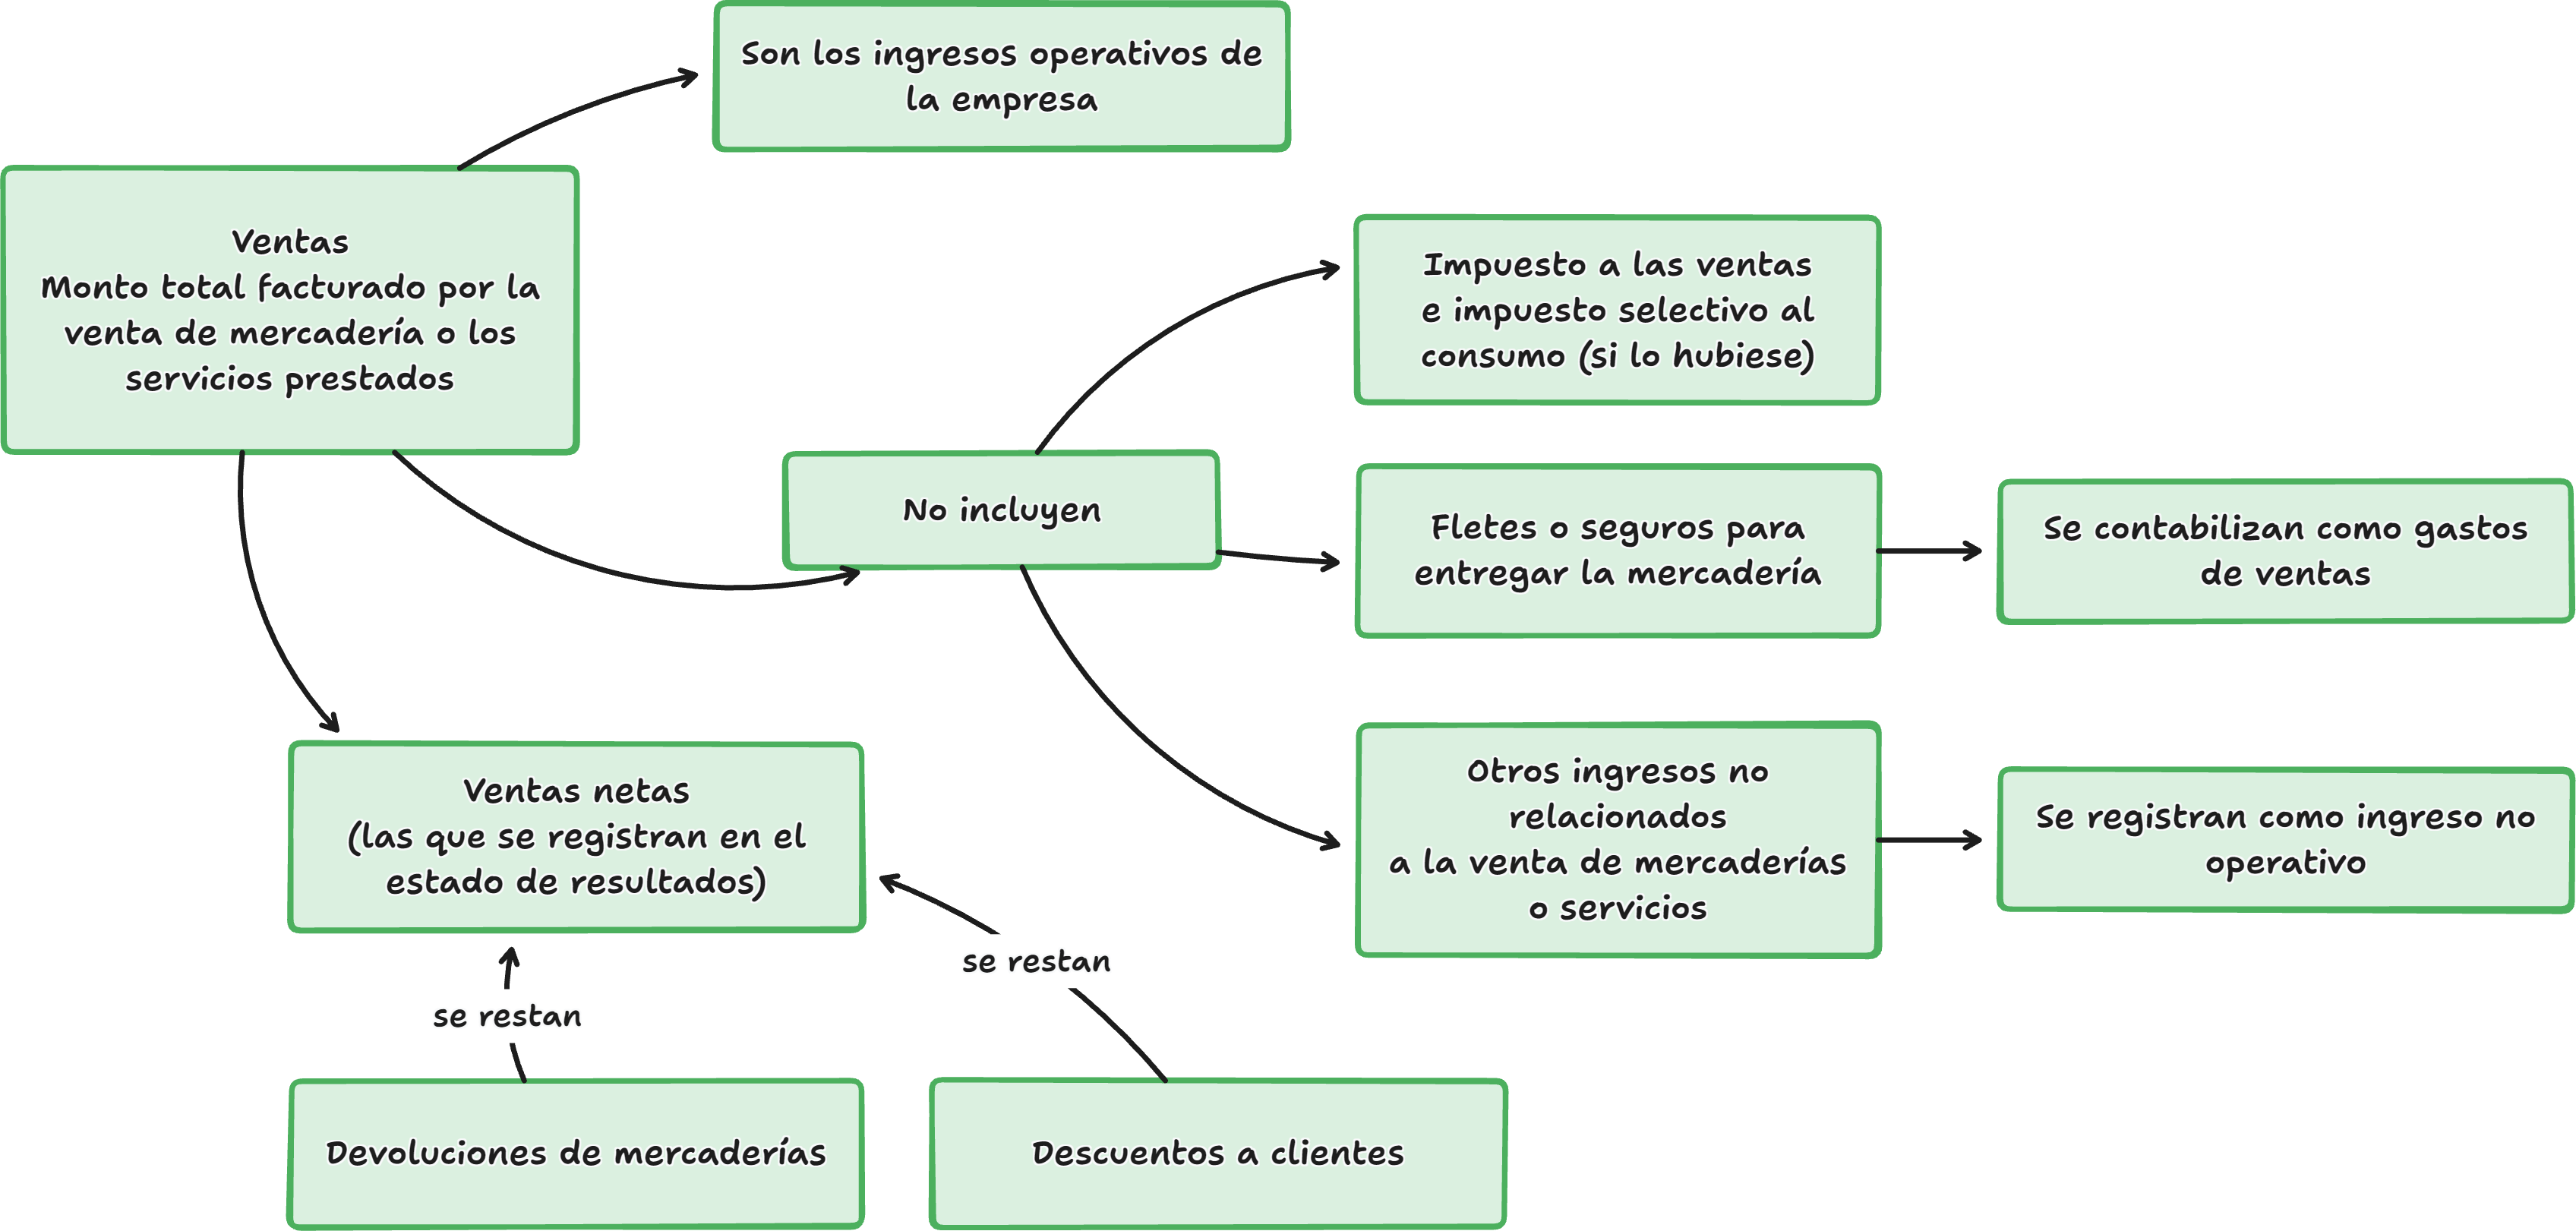 Son los ingresos operativos de
la empresa
Ventas
Monto total facturado por la
venta de mercadería o los
servicios prestados
Impuesto a las ventas
e impuesto selectivo al
consumo (si lo hubiese)
No incluyen
Fletes o seguros para
entregar la mercadería
Se contabilizan como gastos
de ventas
Ventas netas
(las que se registran en el
estado de resultados)
Otros ingresos no
relacionados
a la venta de mercaderías
o servicios
Se registran como ingreso no
operativo
se restan
se restan
Devoluciones de mercaderías
Descuentos a clientes